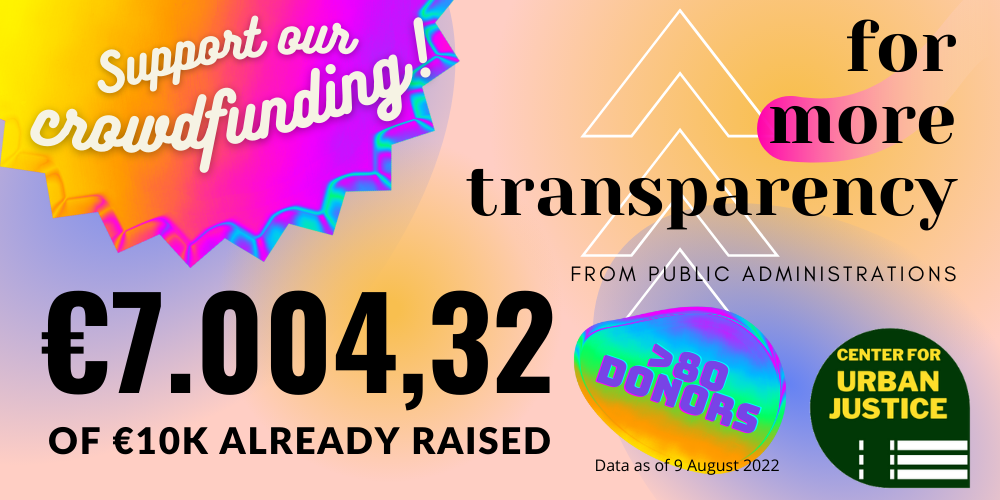 Support our
crowdfunding!
for
more
transparency
FROM PUBLIC ADMINISTRATIONS
€7.004,32
OF €10K ALREADY RAISED
>80
DONORS
Data as of 9 August 2022
CENTER FOR
URBAN
JUSTICE